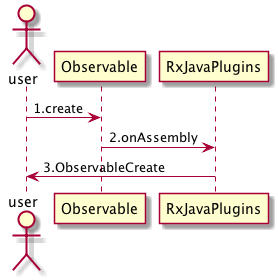 user
Observable
RxJavaPlugins
1.create
2.onAssembly
3.ObservableCreate
user
Observable
RxJavaPlugins